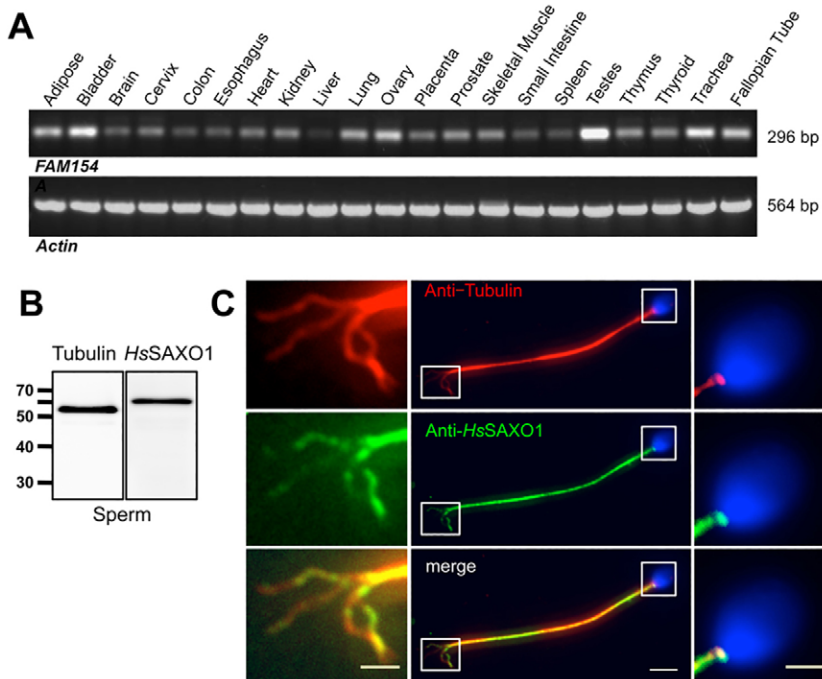 A
Adipose
Bladder
Brain
Cervix
Colon
Esophagus
Heart
Kidney
Liver
Lung
Ovary
Placenta
Prostate
Skeletal Muscle
Small Intestine
Spleen
Testes
Thymus
Thyroid
Trachea
Fallopian Tube
296 bp
FAM154
A
564 bp
Actin
B
Tubulin HsSAXO1
70
50
40
30
Sperm
C
Anti-Tubulin
Anti-HsSAXO1
merge